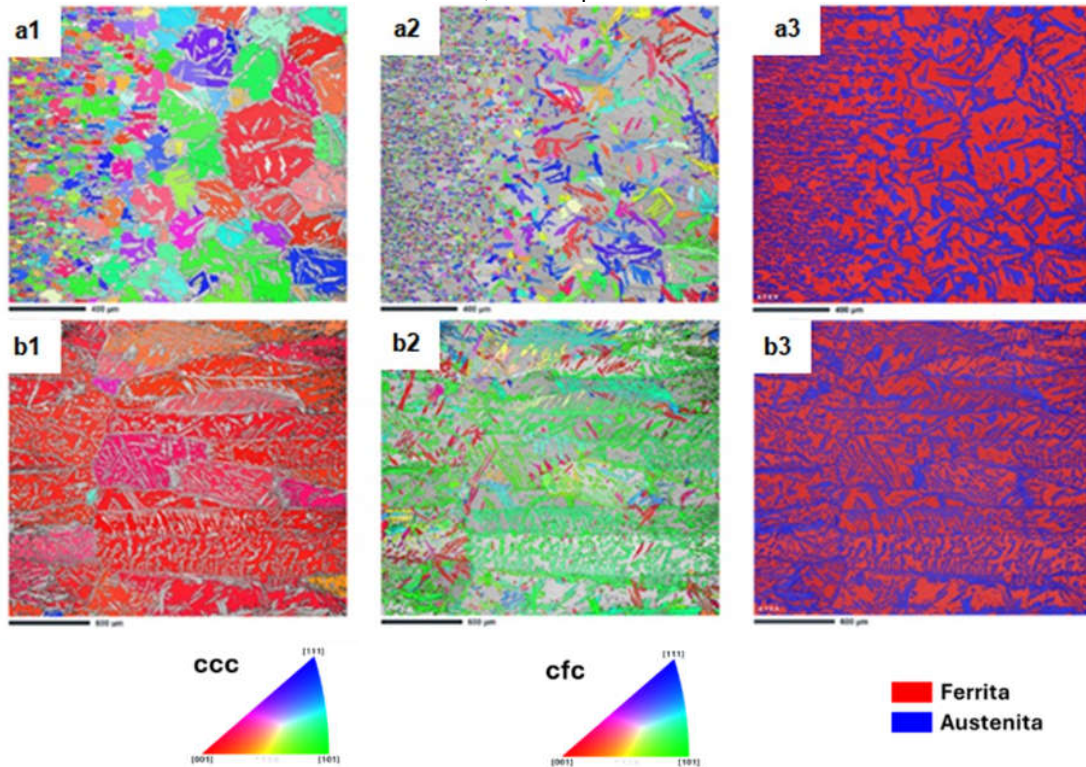 a1
a2
a3
400 µm
400 µm
400 µm
b1
b2
b3
600 µm
600 µm
600 µm
ccc
[111]
[001]
[101]
cfc
[111]
[001]
[101]
Ferrita
Austenita